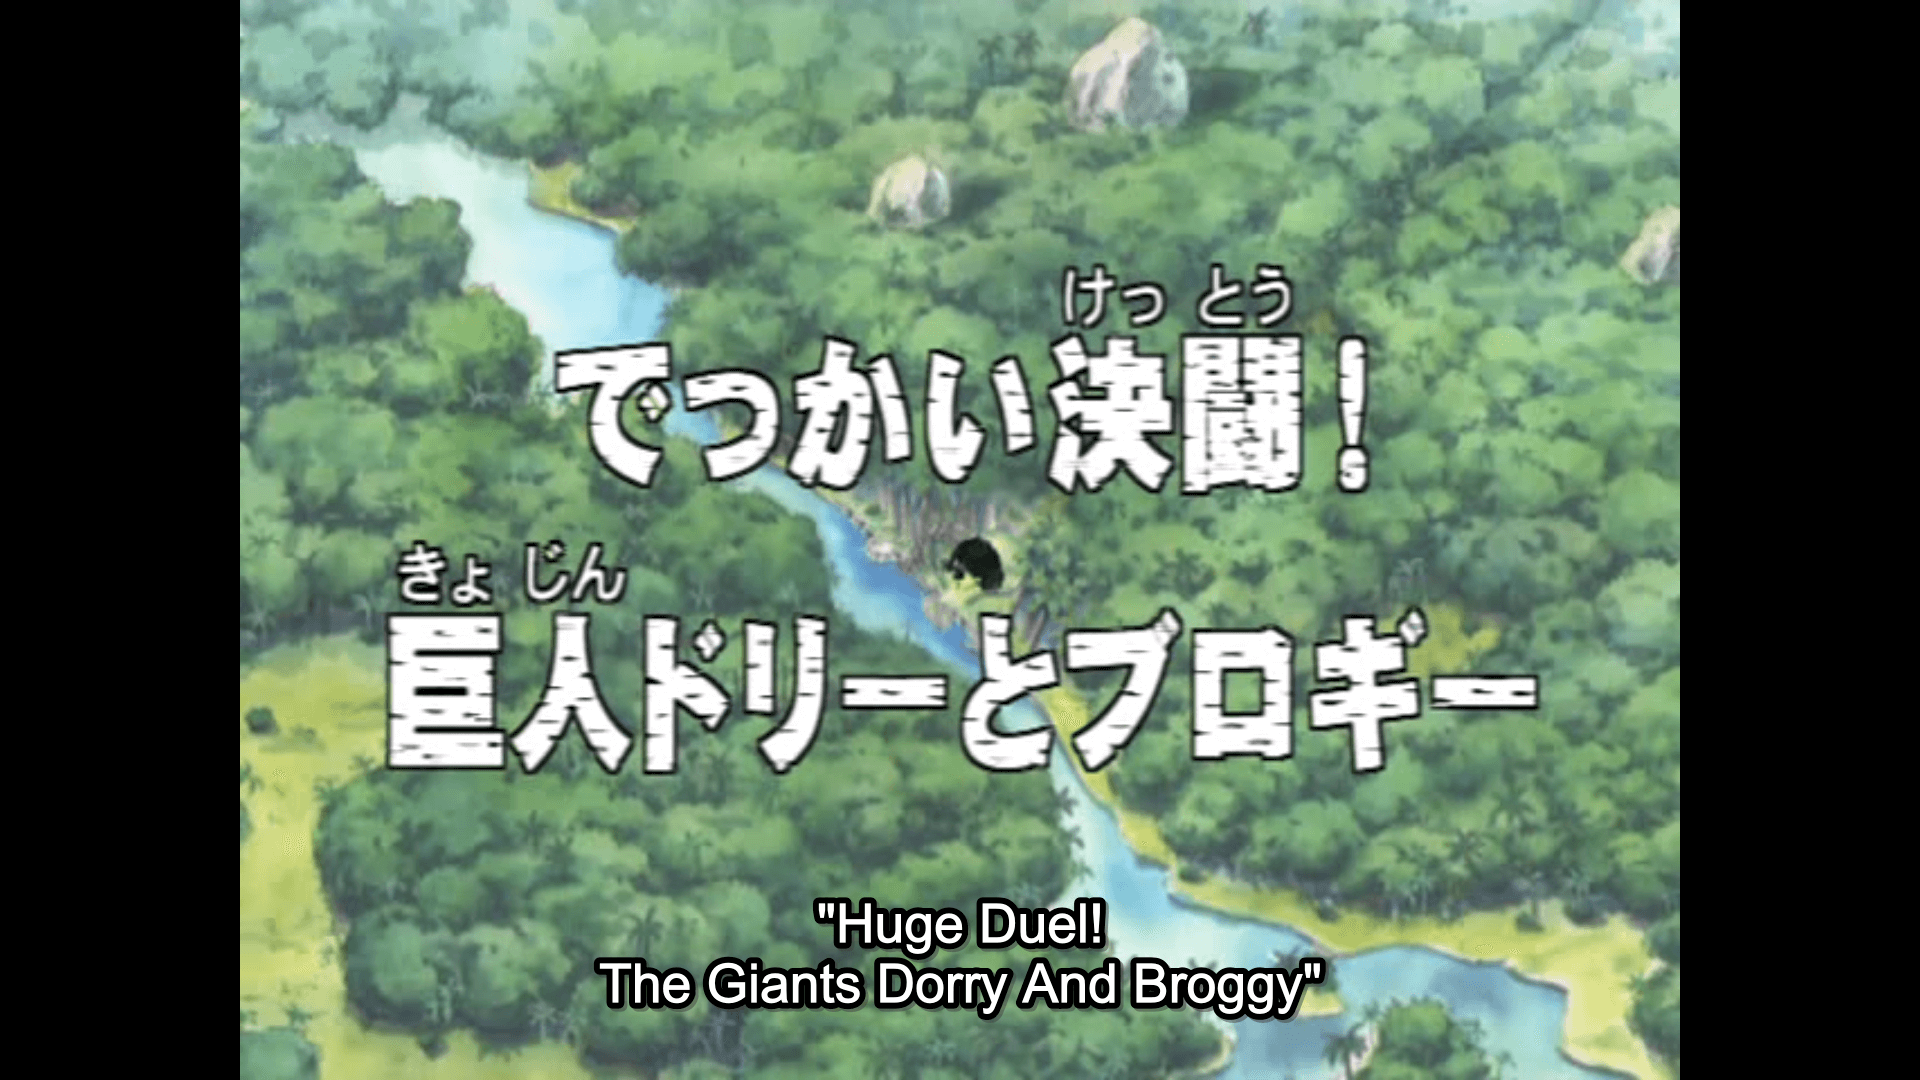 けっとう
でっかい決闘!
きょじん
巨人ドリーとブロギー
"Huge Duel!
The Giants Dorry And Broggy"